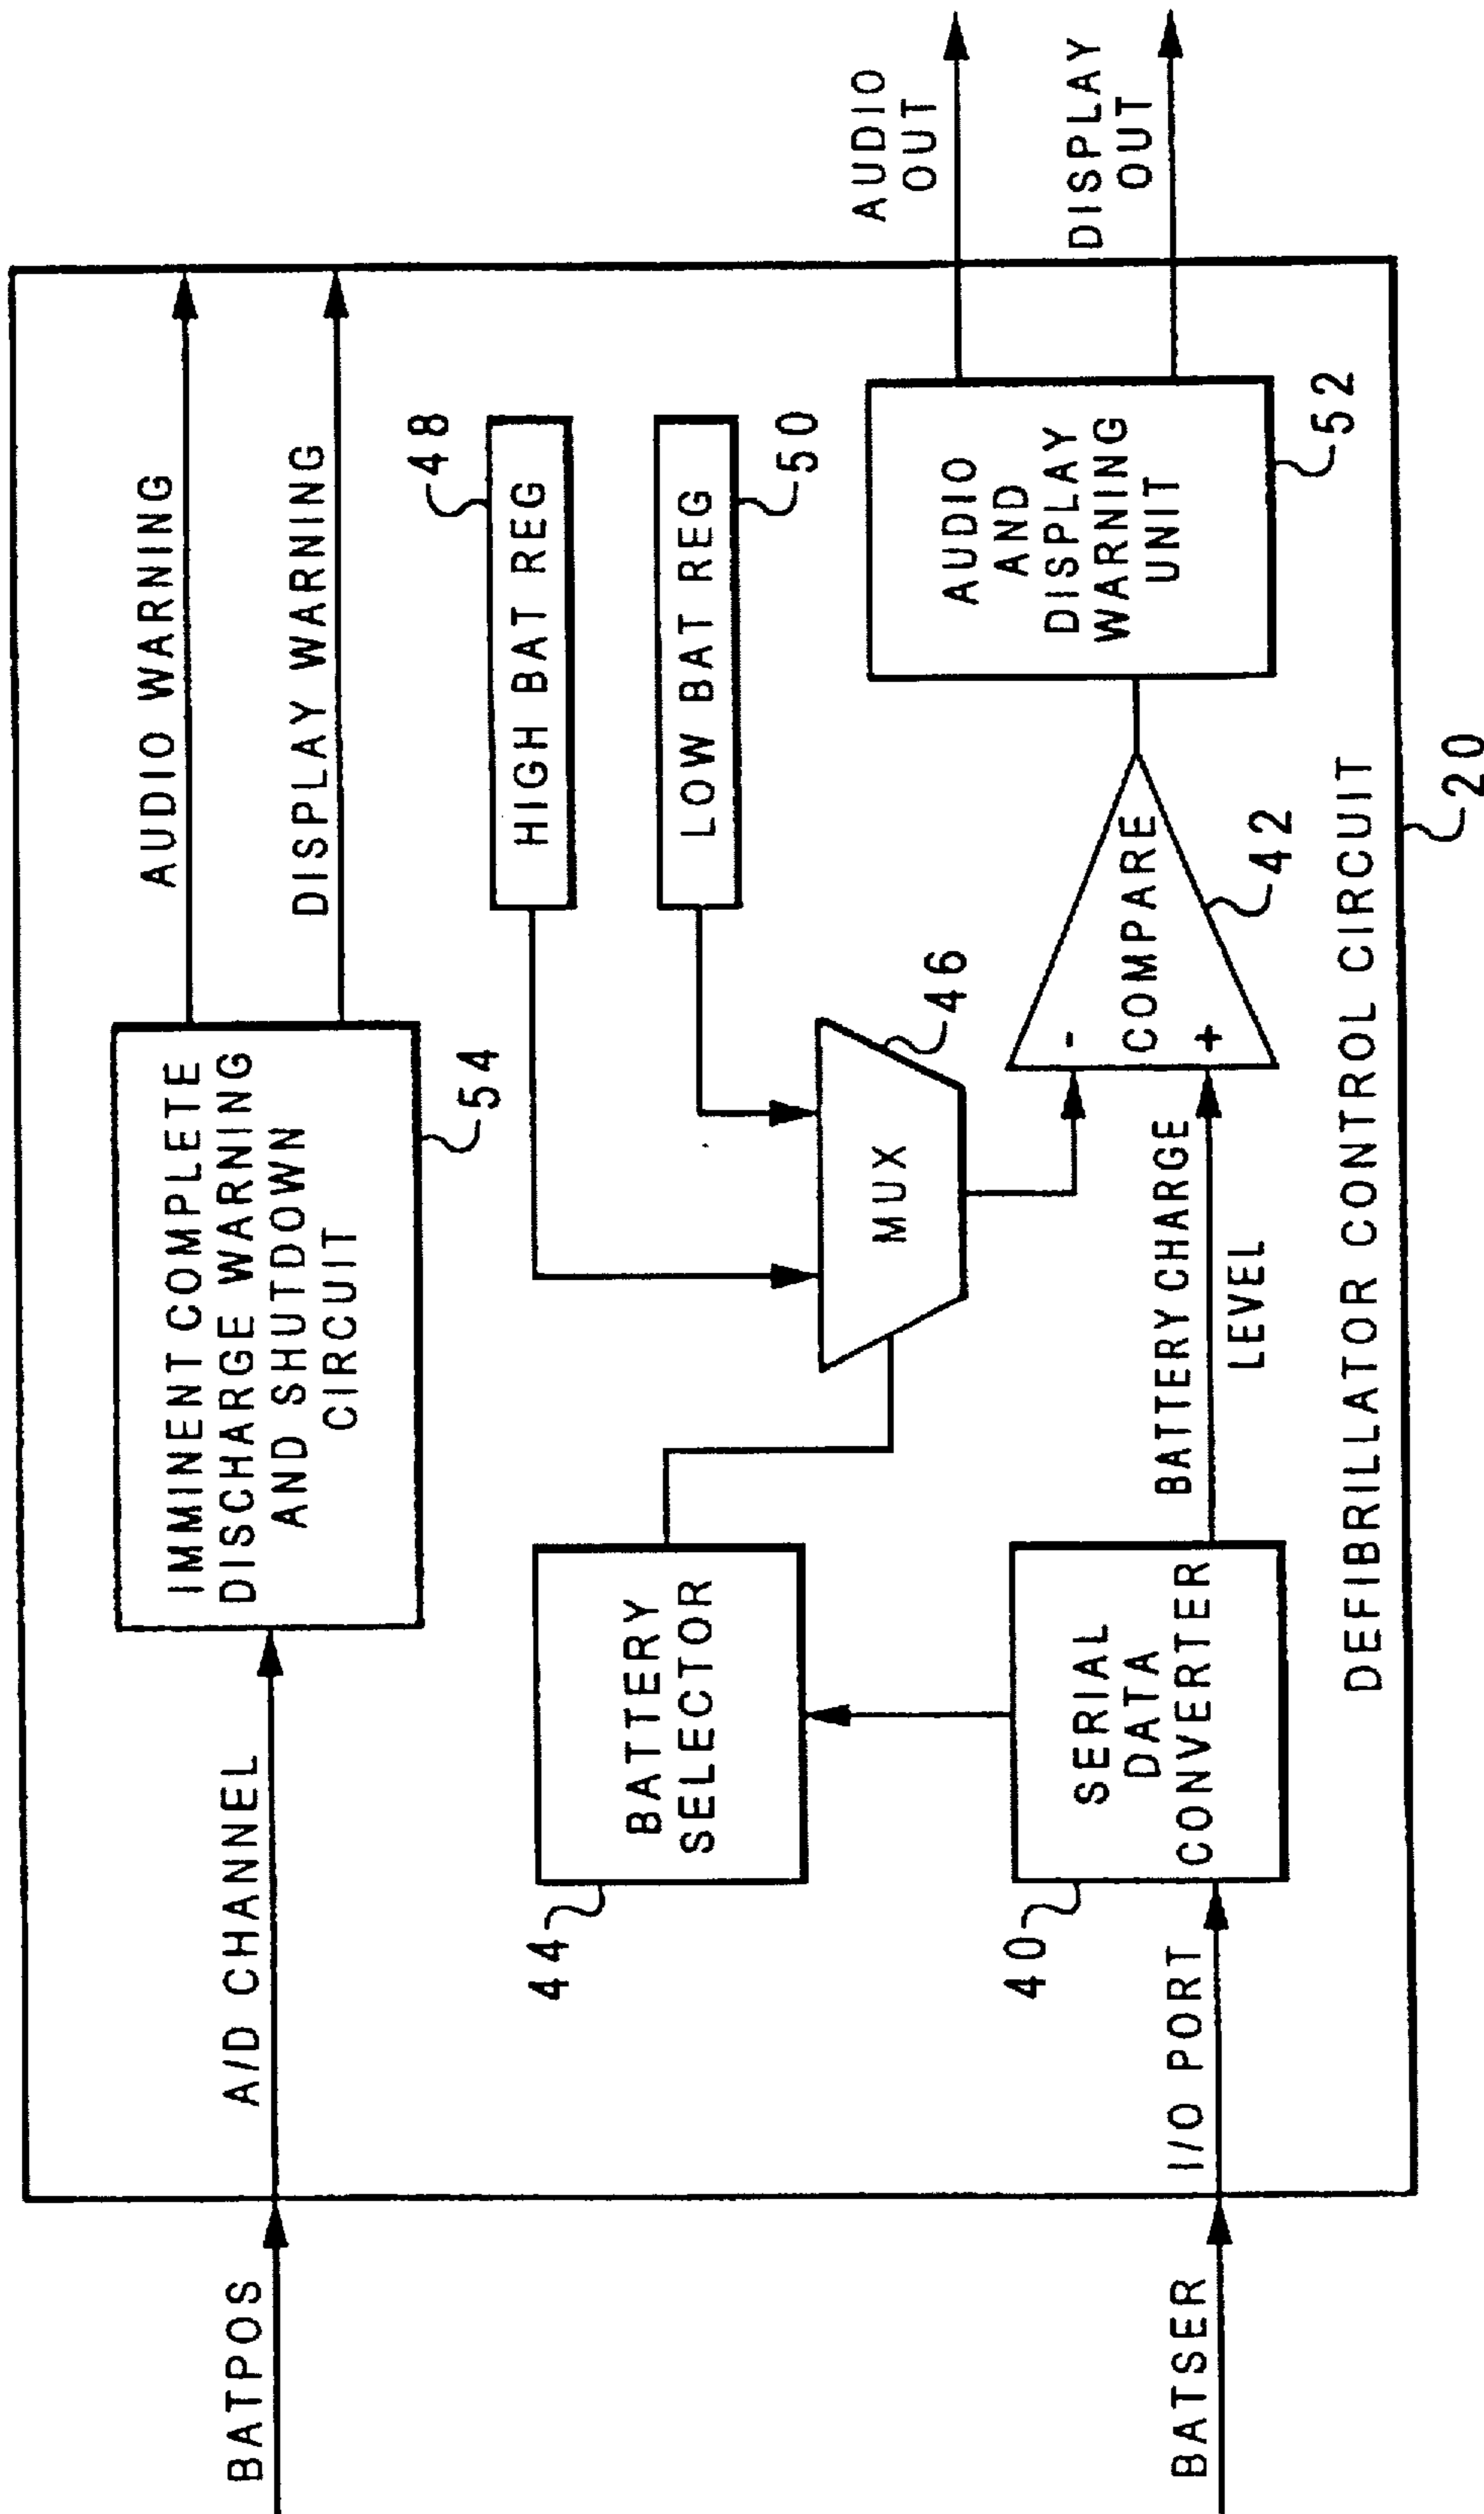 BATPOS
A/D CHANNEL
IMMINENT COMPLETE
DISCHARGE WARNING
AND SHUTDOWN
CIRCUIT
54
AUDIO WARNING
DISPLAY WARNING
48
HIGH BAT REG
LOW BAT REG
50
BATTERY
SELECTOR
44
MUX
46
AUDIO
AND
DISPLAY
WARNING
UNIT
52
AUDIO
OUT
DISPLAY
OUT
BATSER
I/O PORT
40
SERIAL
DATA
CONVERTER
BATTERY CHARGE
LEVEL
-
COMPARE
+
42
DEFIBRILLATOR CONTROL CIRCUIT
20